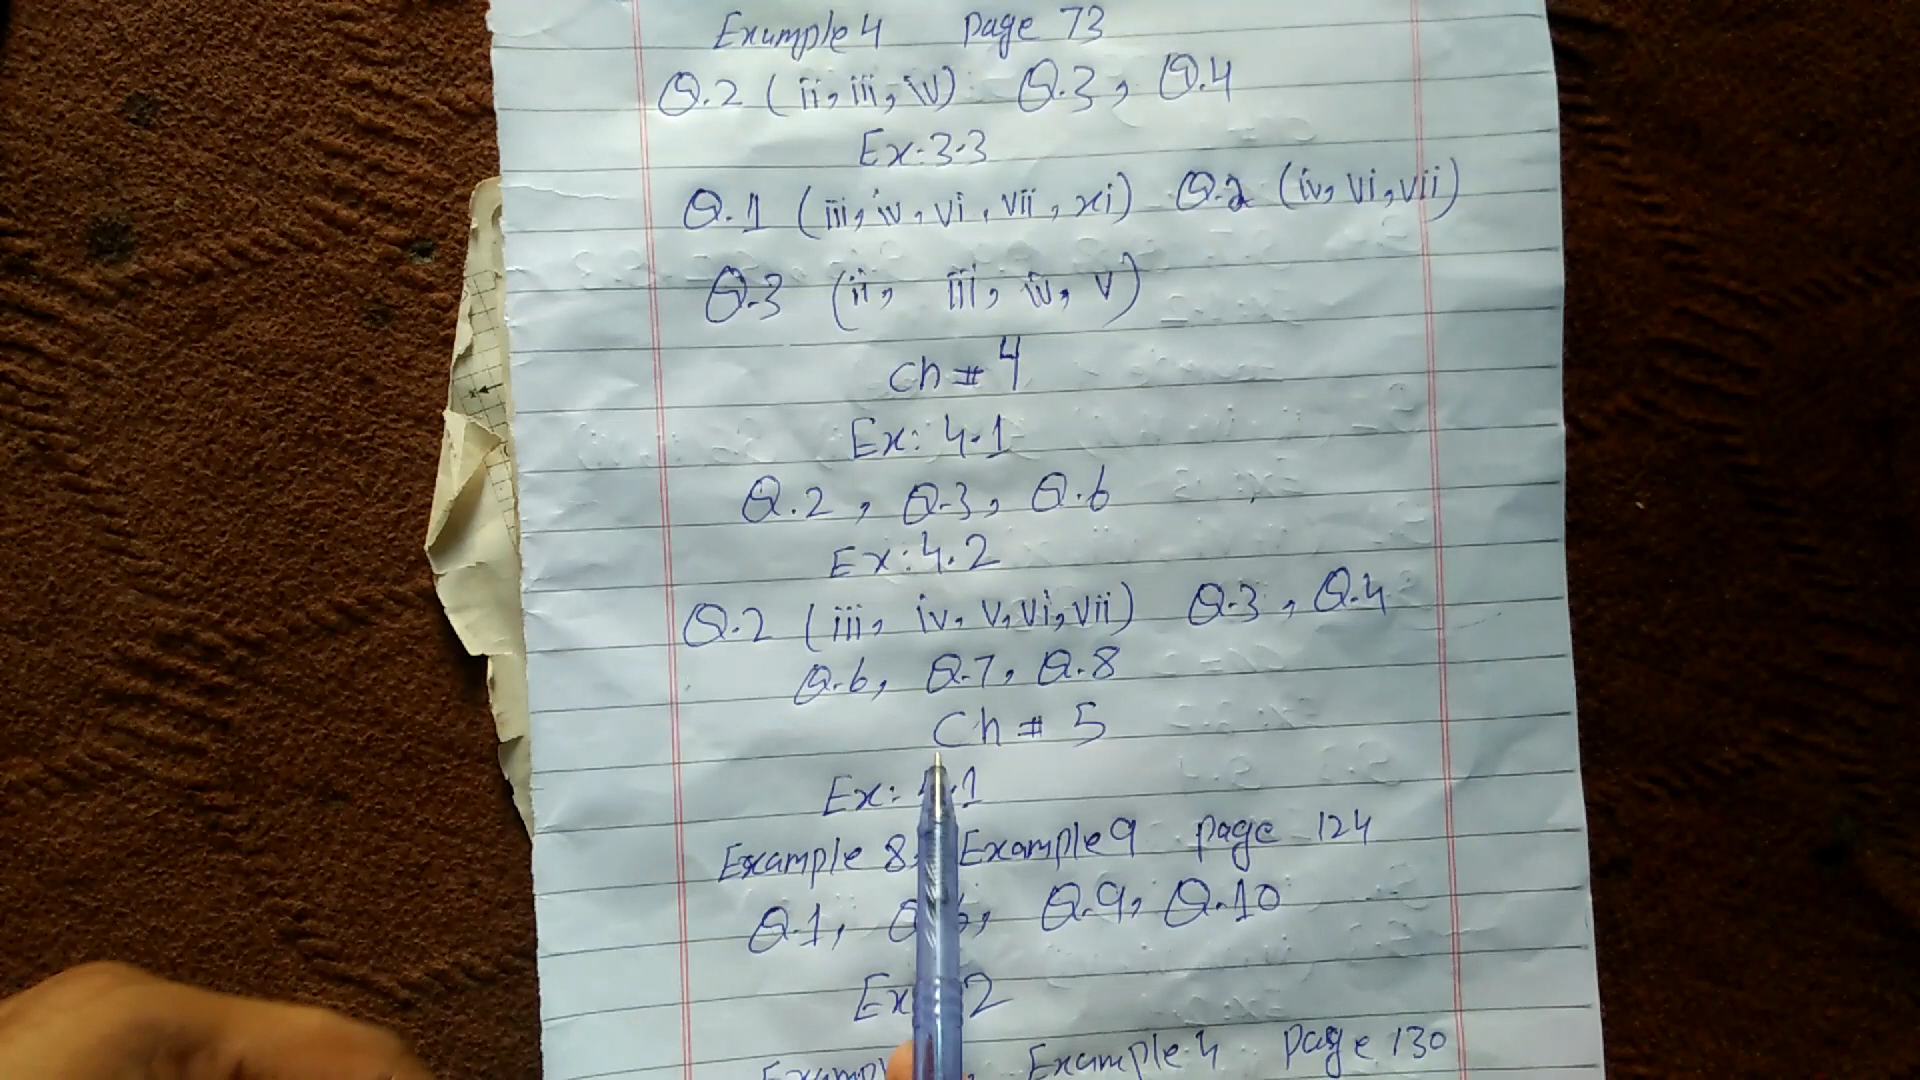 Example 4 page 73
Q.2 (ii, iii, iv) Q.3, Q.4
Ex:3.3
Q.1 (iii, iv, vi, vii, xi) Q.2 (iv, vi, vii)
Q.3 (ii, iii, iv, v)
Ch # 4
Ex: 4.1
Q.2, Q.3, Q.6
Ex:4.2
Q.2 (iii, iv, v, vi, vii) Q.3, Q.4
Q.6, Q.7, Q.8
Ch # 5
Ex: .1
Example 8, Example 9 page 124
Q.1, Q.9, Q.10
Ex 2
Example 4 page 130